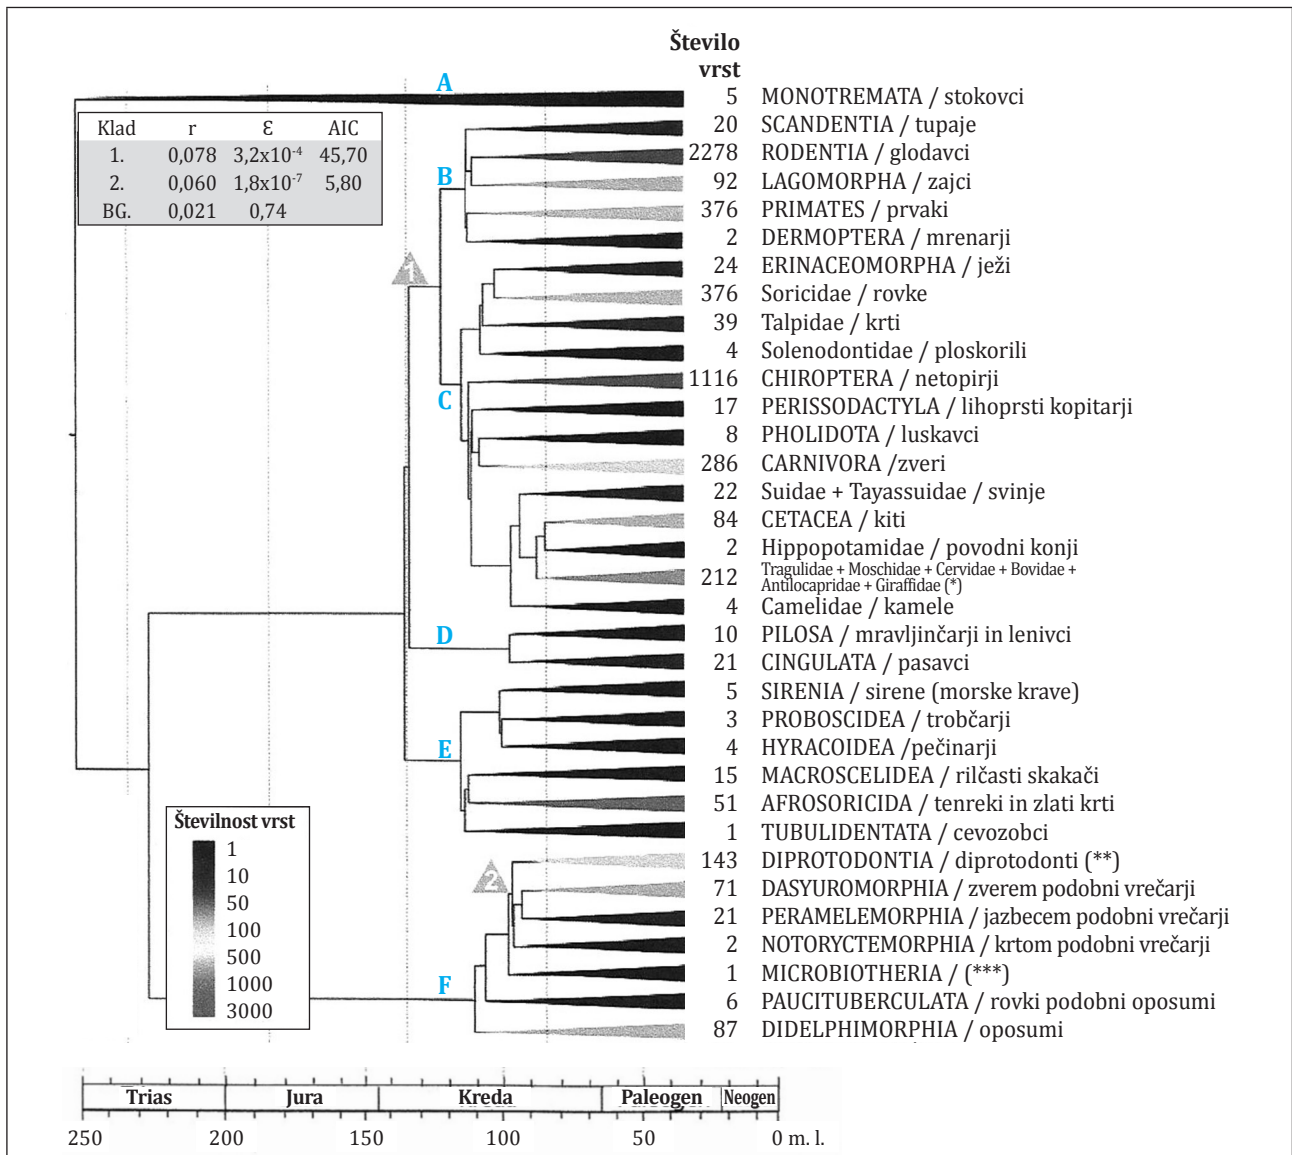 Število
vrst
A
5 MONOTREMATA / stokovci
20 SCANDENTIA / tupaje
Klad r Ɛ AIC
1. 0,078 3,2x10⁻⁴ 45,70
2. 0,060 1,8x10⁻⁷ 5,80
BG. 0,021 0,74
2278 RODENTIA / glodavci
B
92 LAGOMORPHA / zajci
376 PRIMATES / prvaki
2 DERMOPTERA / mrenarji
1
24 ERINACEOMORPHA / ježi
376 Soricidae / rovke
39 Talpidae / krti
4 Solenodontidae / ploskorili
1116 CHIROPTERA / netopirji
C
17 PERISSODACTYLA / lihoprsti kopitarji
8 PHOLIDOTA / luskavci
286 CARNIVORA /zveri
22 Suidae + Tayassuidae / svinje
84 CETACEA / kiti
2 Hippopotamidae / povodni konji
212 Tragulidae + Moschidae + Cervidae + Bovidae +
Antilocapridae + Giraffidae (*)
4 Camelidae / kamele
D
10 PILOSA / mravljinčarji in lenivci
21 CINGULATA / pasavci
5 SIRENIA / sirene (morske krave)
3 PROBOSCIDEA / trobčarji
E
4 HYRACOIDEA /pečinarji
15 MACROSCELIDEA / rilčasti skakači
51 AFROSORICIDA / tenreki in zlati krti
1 TUBULIDENTATA / cevozobci
143 DIPROTODONTIA / diprotodonti (**)
2
71 DASYUROMORPHIA / zverem podobni vrečarji
21 PERAMELEMORPHIA / jazbecem podobni vrečarji
2 NOTORYCTEMORPHIA / krtom podobni vrečarji
1 MICROBIOTHERIA / (***)
F
6 PAUCITUBERCULATA / rovki podobni oposumi
87 DIDELPHIMORPHIA / oposumi
Številnost vrst
1
10
50
100
500
1000
3000
Trias Jura Kreda Paleogen Neogen
250 200 150 100 50 0 m. l.